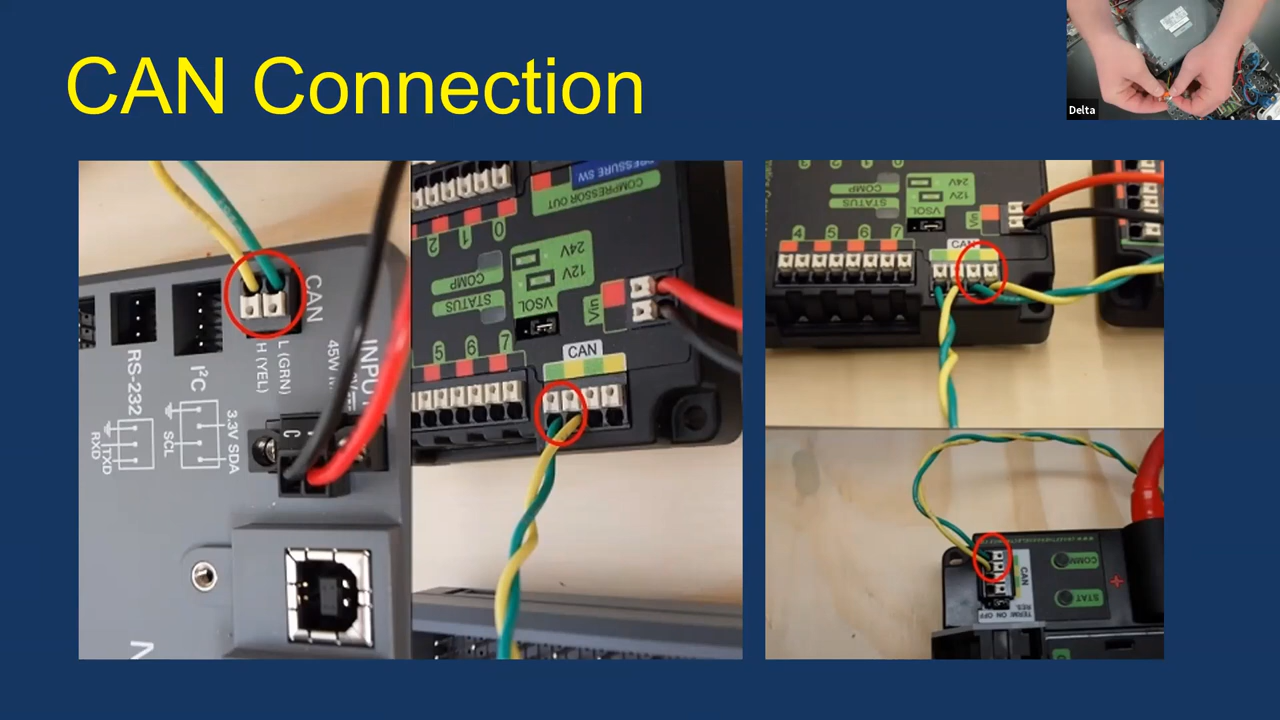 CAN Connection
Delta
CAN
L (GRN)
H (YEL)
I²C
RS-232
3.3V SDA
SCL
TXD
RXD
INPUT
45W
C
PRESSURE SW
COMPRESSOR OUT
2
1
0
24V
12V
VSOL
COMP
STATUS
Vin
5
6
7
CAN
24V
12V
VSOL
COMP
STATUS
Vin
4
5
6
7
CAN
CAN
COMM
STAT
TERM
RES.
ON OFF